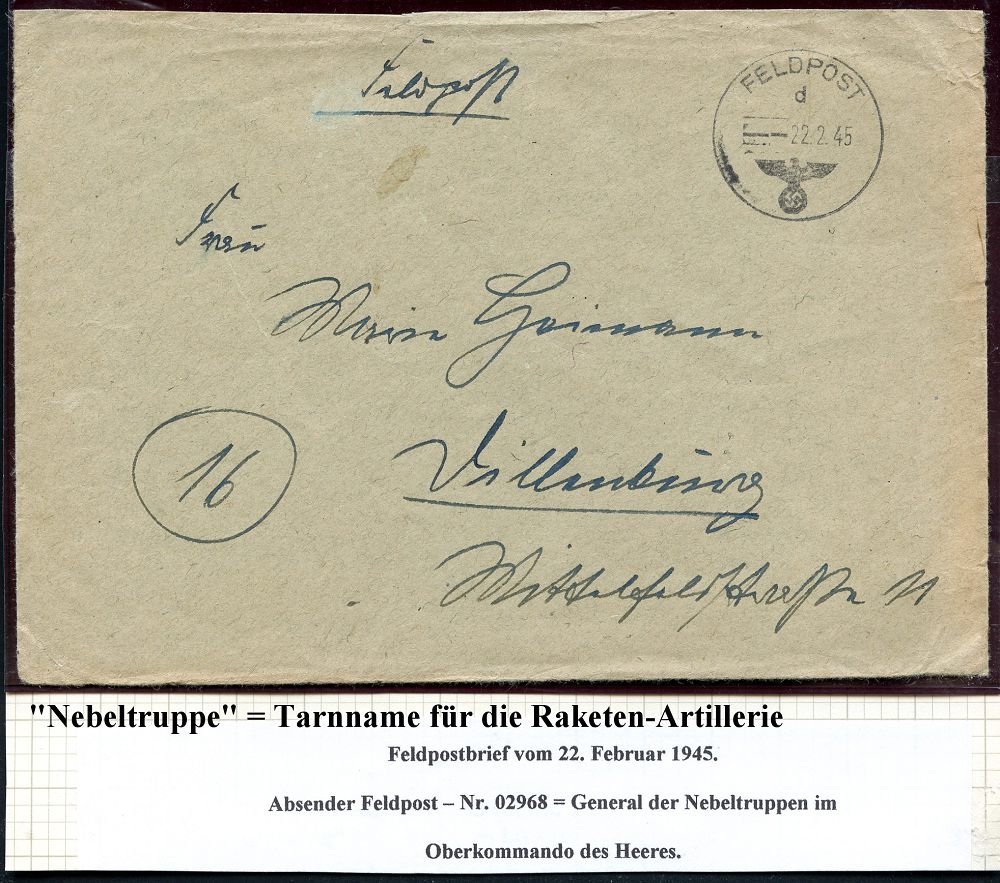 Feldpost
FELDPOST
d
22.2.45
Frau
Marie Heimann
16
Dillenburg
Mittelfeldstraße 11
"Nebeltruppe" = Tarnname für die Raketen-Artillerie
Feldpostbrief vom 22. Februar 1945.
Absender Feldpost – Nr. 02968 = General der Nebeltruppen im
Oberkommando des Heeres.